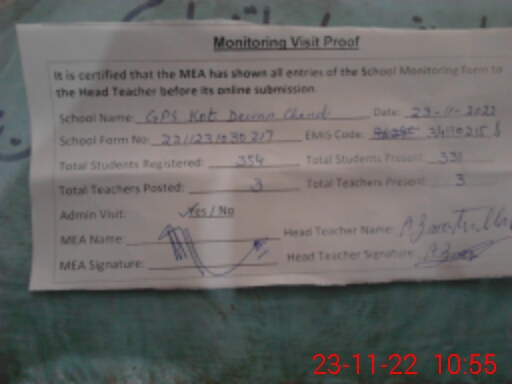 Monitoring Visit Proof
It is certified that the MEA has shown all entries of the School Monitoring Form to
the Head Teacher before its online submission.
School Name: GPS Kot Dewan Chand Date: 23-11-2022
School Form No: 2211231030217 EMIS Code: 34130215
Total Students Registered: 354 Total Students Present: 331
Total Teachers Posted: 3 Total Teachers Present: 3
Admin Visit: Yes / No
MEA Name: Head Teacher Name:
MEA Signature: Head Teacher Signature:
23-11-22 10:55